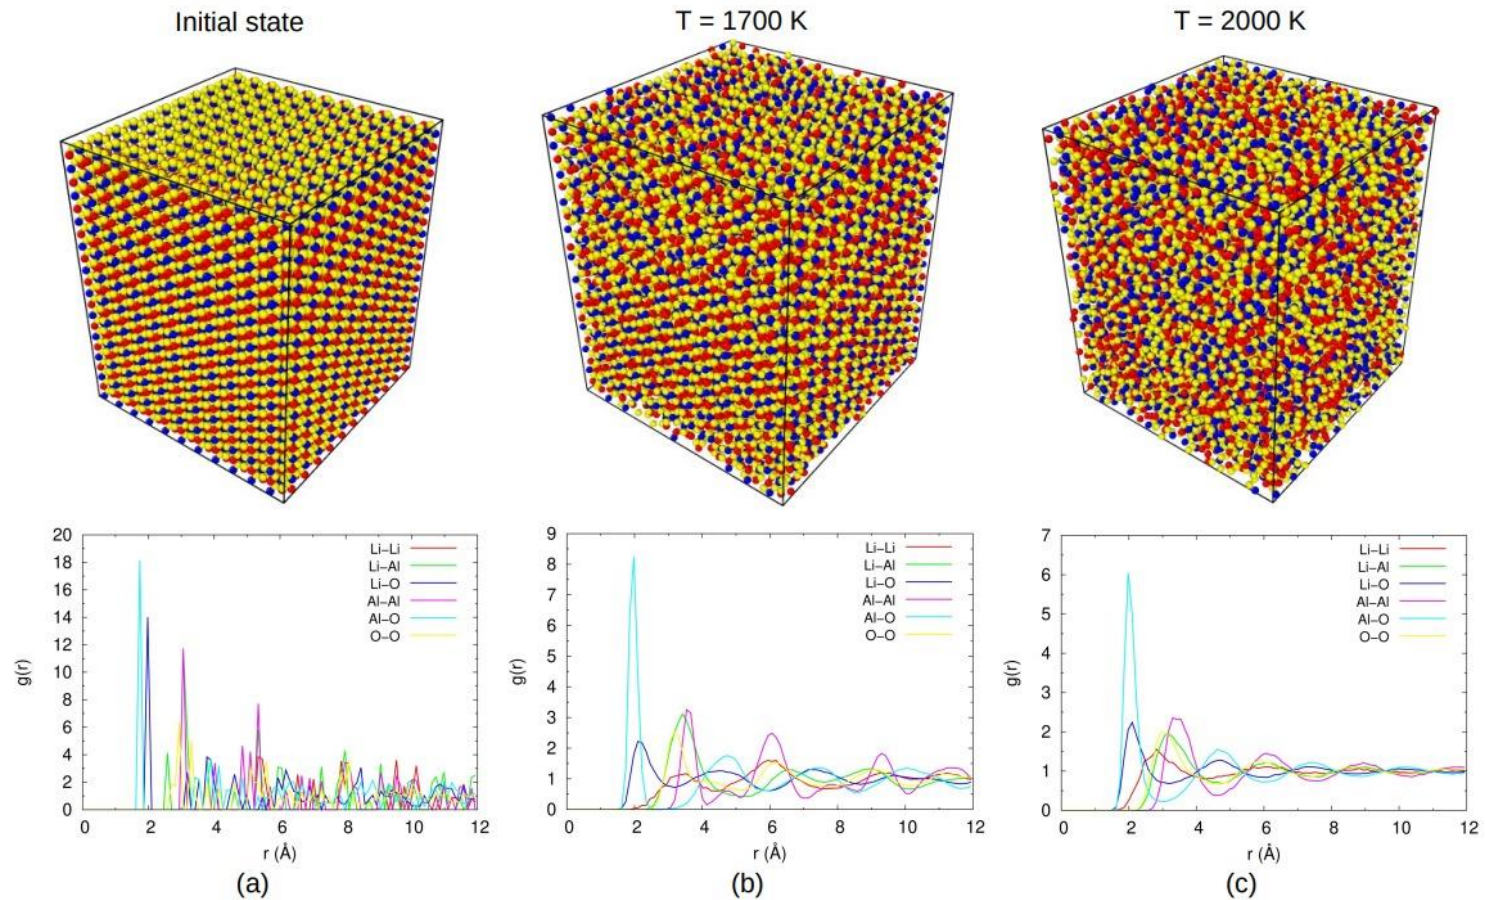 Initial state
T = 1700 K
T = 2000 K
20
18
16
14
12
10
8
6
4
2
0
g(r)
Li−Li
Li−Al
Li−O
Al−Al
Al−O
O−O
0 2 4 6 8 10 12
r (Å)
(a)
9
8
7
6
5
4
3
2
1
0
g(r)
Li−Li
Li−Al
Li−O
Al−Al
Al−O
O−O
0 2 4 6 8 10 12
r (Å)
(b)
7
6
5
4
3
2
1
0
g(r)
Li−Li
Li−Al
Li−O
Al−Al
Al−O
O−O
0 2 4 6 8 10 12
r (Å)
(c)